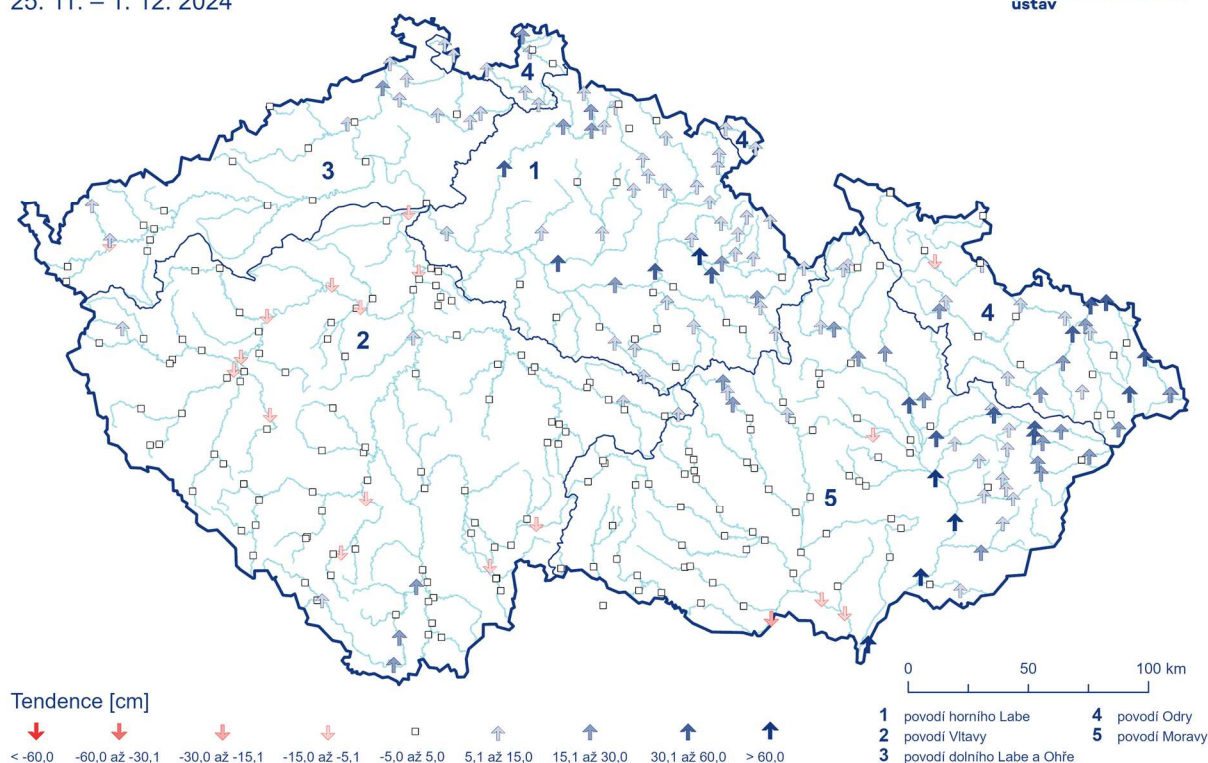 25. 11. – 1. 12. 2024
ústav
4
4
3
1
4
2
5
0 50 100 km
Tendence [cm]
< -60,0 -60,0 až -30,1 -30,0 až -15,1 -15,0 až -5,1 -5,0 až 5,0 5,1 až 15,0 15,1 až 30,0 30,1 až 60,0 > 60,0
1 povodí horního Labe 4 povodí Odry
2 povodí Vltavy 5 povodí Moravy
3 povodí dolního Labe a Ohře